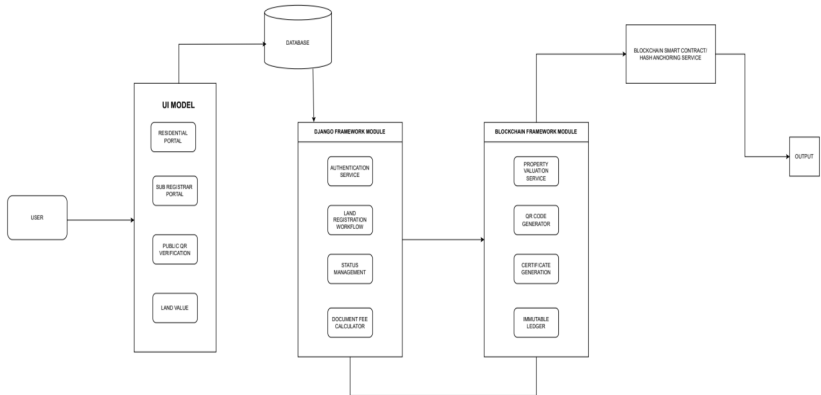 USER
UI MODEL
RESIDENTIAL
PORTAL
SUB REGISTRAR
PORTAL
PUBLIC QR
VERIFICATION
LAND VALUE
DATABASE
DJANGO FRAMEWORK MODULE
AUTHENTICATION
SERVICE
LAND
REGISTRATION
WORKFLOW
STATUS
MANAGEMENT
DOCUMENT FEE
CALCULATOR
BLOCKCHAIN FRAMEWORK MODULE
PROPERTY
VALUATION
SERVICE
QR CODE
GENERATOR
CERTIFICATE
GENERATION
IMMUTABLE
LEDGER
BLOCKCHAIN SMART CONTRACT/
HASH ANCHORING SERVICE
OUTPUT